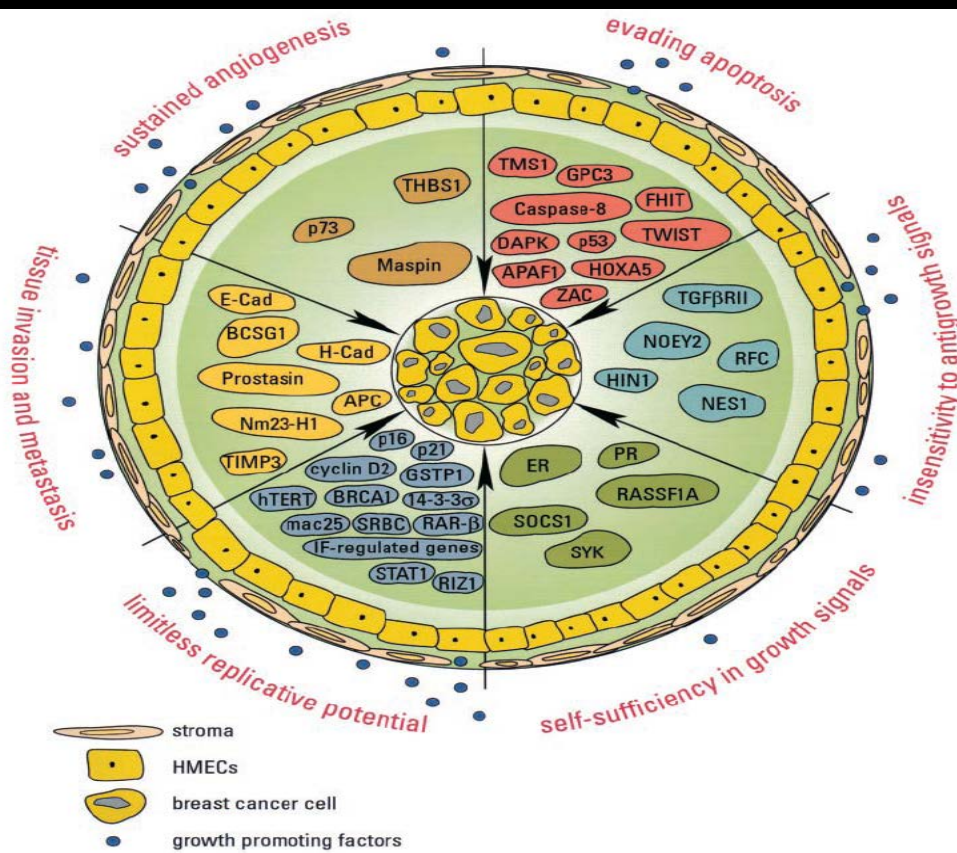 sustained angiogenesis
evading apoptosis
insensitivity to antigrowth signals
self-sufficiency in growth signals
limitless replicative potential
tissue invasion and metastasis
THBS1
p73
Maspin
TMS1
GPC3
Caspase-8
FHIT
DAPK
p53
TWIST
APAF1
HOXA5
ZAC
TGFβRII
NOEY2
RFC
HIN1
NES1
ER
PR
RASSF1A
SOCS1
SYK
p16
p21
cyclin D2
GSTP1
hTERT
BRCA1
14-3-3σ
mac25
SRBC
RAR-β
IF-regulated genes
STAT1
RIZ1
E-Cad
BCSG1
H-Cad
Prostasin
APC
Nm23-H1
TIMP3
stroma
HMECs
breast cancer cell
growth promoting factors